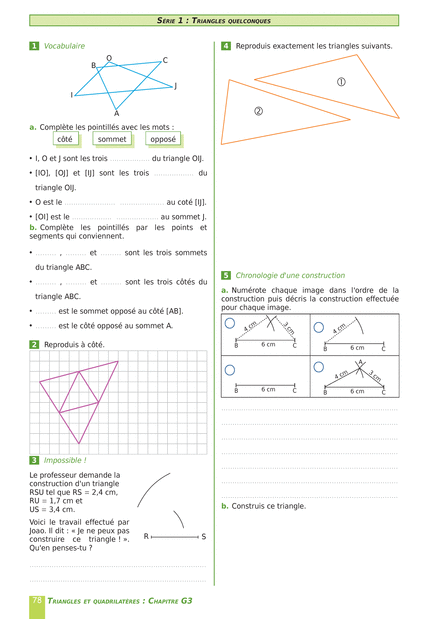 SÉRIE 1 : TRIANGLES QUELCONQUES
1 Vocabulaire
O
B
C
J
I
A
a. Complète les pointillés avec les mots :
côté sommet opposé
• I, O et J sont les trois .................. du triangle OIJ.
• [IO], [OJ] et [IJ] sont les trois .................. du
triangle OIJ.
• O est le ........................ .................... au coté [IJ].
• [OI] est le .................. .................... au sommet J.
b. Complète les pointillés par les points et
segments qui conviennent.
• ......... , ......... et ......... sont les trois sommets
du triangle ABC.
• ......... , ......... et ......... sont les trois côtés du
triangle ABC.
• ......... est le sommet opposé au côté [AB].
• ......... est le côté opposé au sommet A.
2 Reproduis à côté.
3 Impossible !
Le professeur demande la
construction d'un triangle
RSU tel que RS = 2,4 cm,
RU = 1,7 cm et
US = 3,4 cm.
Voici le travail effectué par
Joao. Il dit : « Je ne peux pas
construire ce triangle ! ».
Qu'en penses-tu ?
R S
4 Reproduis exactement les triangles suivants.
1
2
5 Chronologie d'une construction
a. Numérote chaque image dans l'ordre de la
construction puis décris la construction effectuée
pour chaque image.
4 cm 3 cm
B 6 cm C
4 cm
B 6 cm C
B 6 cm C
A
4 cm 3 cm
B 6 cm C
b. Construis ce triangle.
78 TRIANGLES ET QUADRILATÈRES : CHAPITRE G3